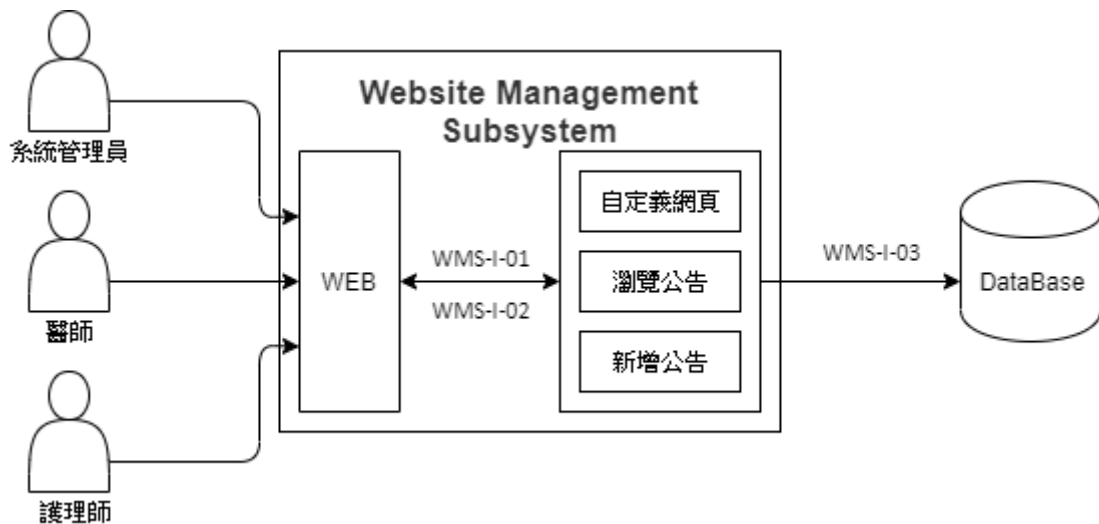 系統管理員
醫師
護理師
Website Management
Subsystem
WEB
WMS-I-01
WMS-I-02
自定義網頁
瀏覽公告
新增公告
WMS-I-03
DataBase